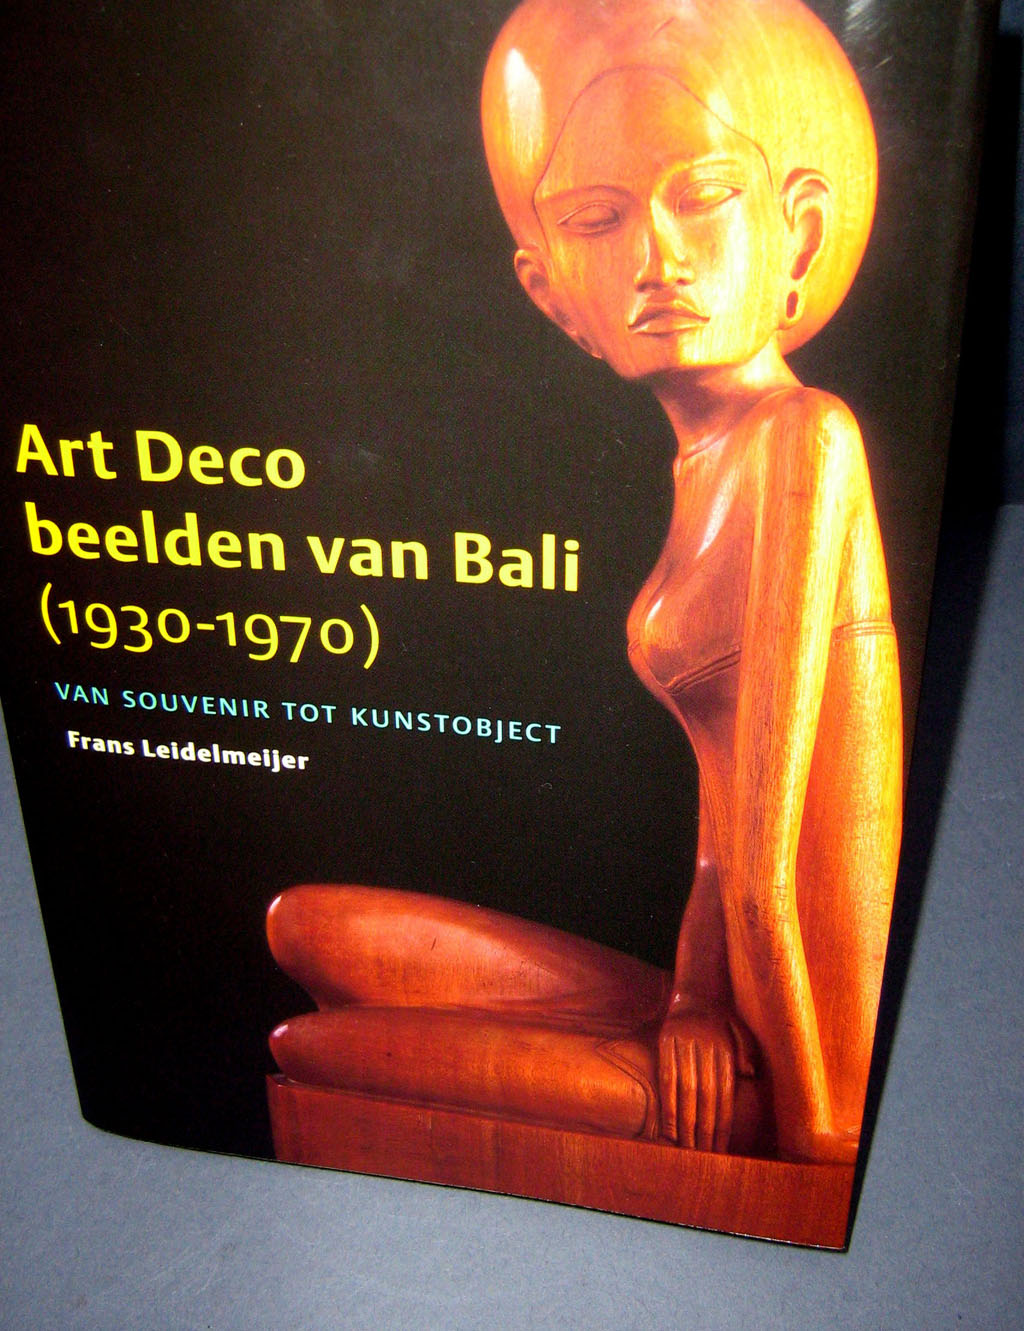 Art Deco
beelden van Bali
(1930-1970)
VAN SOUVENIR TOT KUNSTOBJECT
Frans Leidelmeijer